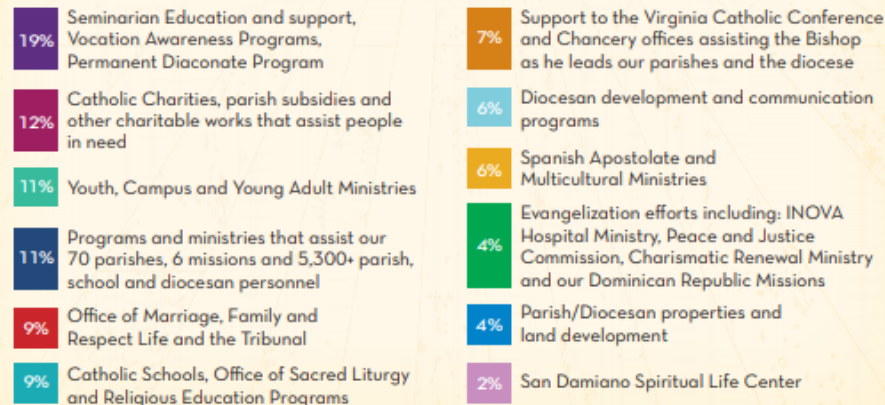 19%
Seminarian Education and support,
Vocation Awareness Programs,
Permanent Diaconate Program
12%
Catholic Charities, parish subsidies and
other charitable works that assist people
in need
11%
Youth, Campus and Young Adult Ministries
11%
Programs and ministries that assist our
70 parishes, 6 missions and 5,300+ parish,
school and diocesan personnel
9%
Office of Marriage, Family and
Respect Life and the Tribunal
9%
Catholic Schools, Office of Sacred Liturgy
and Religious Education Programs
7%
Support to the Virginia Catholic Conference
and Chancery offices assisting the Bishop
as he leads our parishes and the diocese
6%
Diocesan development and communication
programs
6%
Spanish Apostolate and
Multicultural Ministries
4%
Evangelization efforts including: INOVA
Hospital Ministry, Peace and Justice
Commission, Charismatic Renewal Ministry
and our Dominican Republic Missions
4%
Parish/Diocesan properties and
land development
2%
San Damiano Spiritual Life Center